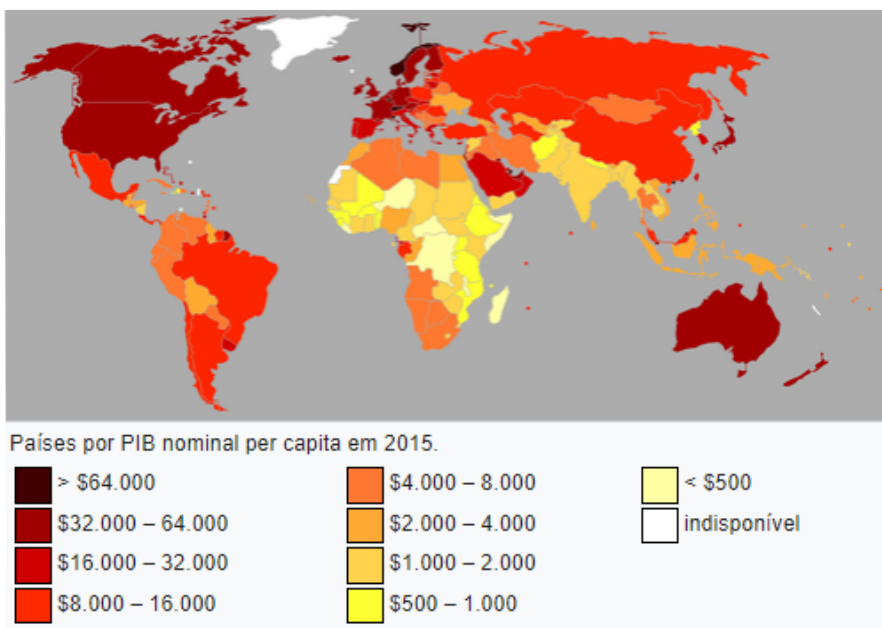 Países por PIB nominal per capita em 2015.
> $64.000
$32.000 – 64.000
$16.000 – 32.000
$8.000 – 16.000
$4.000 – 8.000
$2.000 – 4.000
$1.000 – 2.000
$500 – 1.000
< $500
indisponível